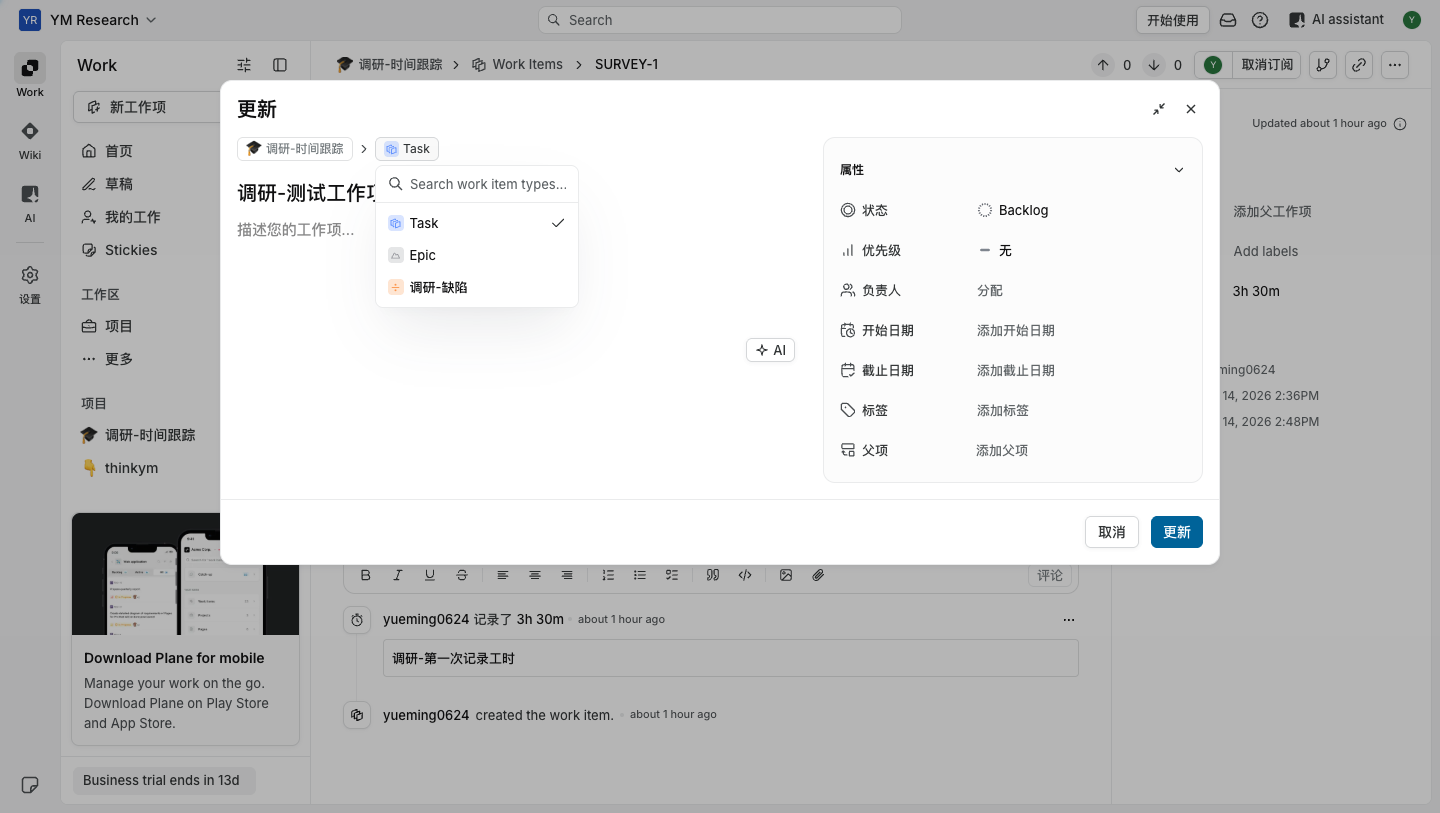 YR YM Research
Search
开始使用
AI assistant
Y
Work
Wiki
AI
设置
Work
新工作项
首页
草稿
我的工作
Stickies
工作区
项目
更多
项目
调研-时间跟踪
thinkym
Download Plane for mobile
Manage your work on the go.
Download Plane on Play Store
and App Store.
Business trial ends in 13d
调研-时间跟踪 Work Items SURVEY-1
0 0 Y 取消订阅
Updated about 1 hour ago
添加父工作项
Add labels
3h 30m
ming0624
14, 2026 2:36PM
14, 2026 2:48PM
更新
调研-时间跟踪 Task
调研-测试工作项
描述您的工作项...
Search work item types...
Task
Epic
调研-缺陷
AI
属性
状态 Backlog
优先级 无
负责人 分配
开始日期 添加开始日期
截止日期 添加截止日期
标签 添加标签
父项 添加父项
取消 更新
B I U S
评论
yueming0624 记录了 3h 30m about 1 hour ago
调研-第一次记录工时
yueming0624 created the work item. about 1 hour ago